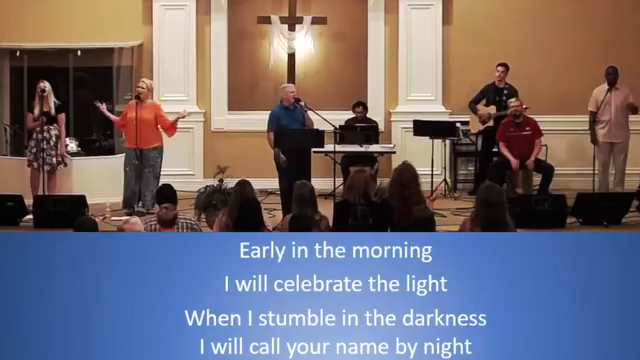 Early in the morning
I will celebrate the light
When I stumble in the darkness
I will call your name by night